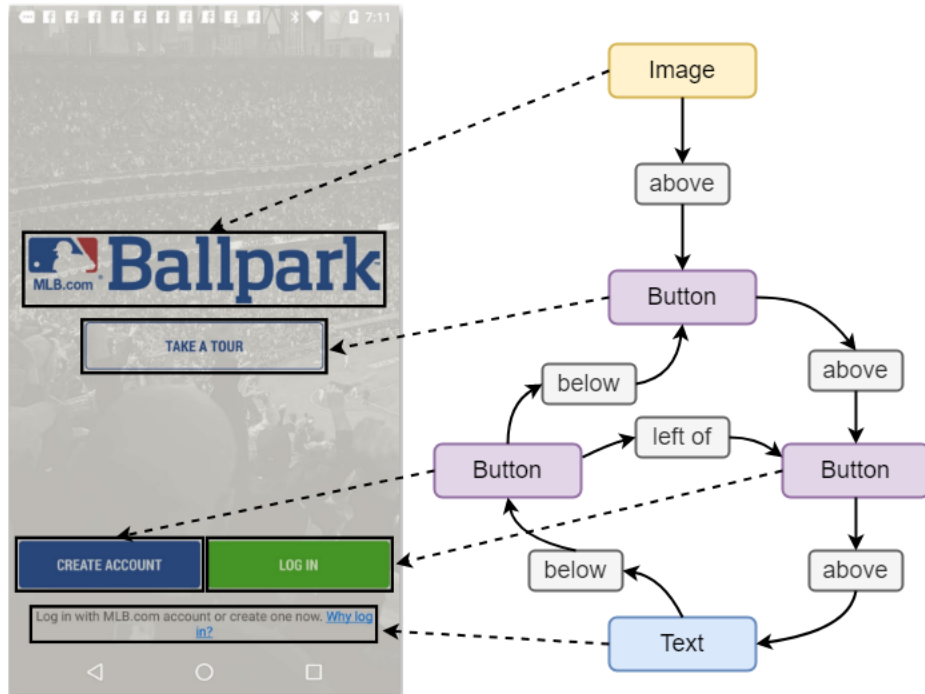 7:11
Image
above
MLB.com Ballpark
Button
TAKE A TOUR
above
below
left of
Button
Button
CREATE ACCOUNT
LOG IN
below
above
Log in with MLB.com account or create one now. Why log
in?
Text